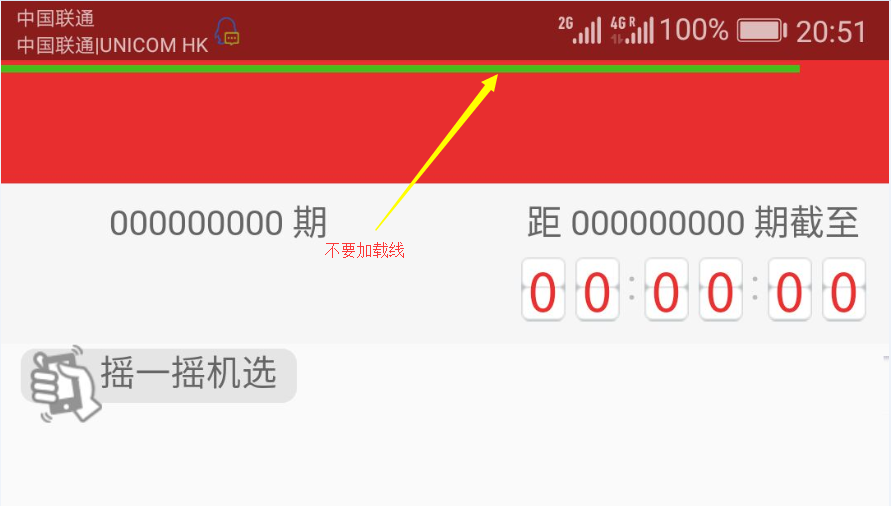 中国联通
中国联通|UNICOM HK 2G 4G R 100% 20:51
000000000 期 距 000000000 期截至
不要加载线
00:00:00
摇一摇机选